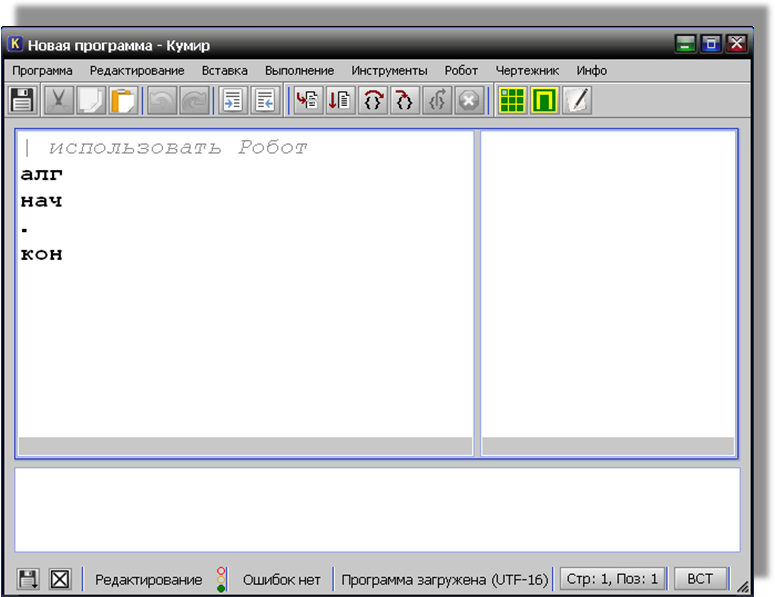 Новая программа - Кумир
Программа Редактирование Вставка Выполнение Инструменты Робот Чертежник Инфо
| использовать Робот
алг
нач
.
кон
Редактирование Ошибок нет Программа загружена (UTF-16) Стр: 1, Поз: 1 ВСТ